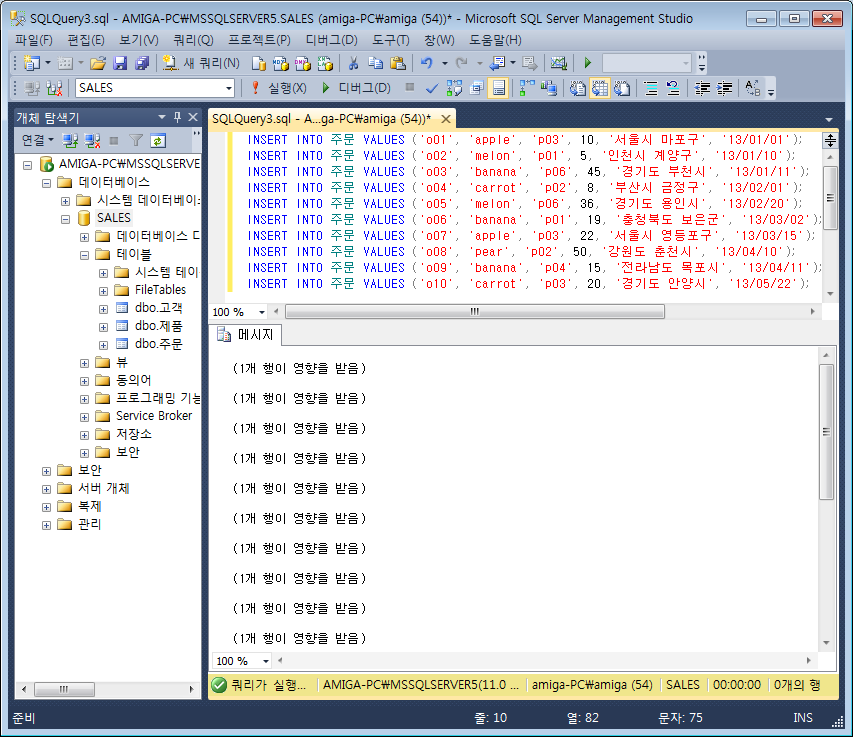 SQLQuery3.sql - AMIGA-PC￦MSSQLSERVER5.SALES (amiga-PC￦amiga (54))* - Microsoft SQL Server Management Studio
파일(F) 편집(E) 보기(V) 쿼리(Q) 프로젝트(P) 디버그(D) 도구(T) 창(W) 도움말(H)
새 쿼리(N)
SALES 실행(X) 디버그(D)
개체 탐색기
연결
AMIGA-PC￦MSSQLSERVE
데이터베이스
시스템 데이터베이
SALES
데이터베이스 다
테이블
시스템 테이
FileTables
dbo.고객
dbo.제품
dbo.주문
뷰
동의어
프로그래밍 기능
Service Broker
저장소
보안
보안
서버 개체
복제
관리
SQLQuery3.sql - A...ga-PC￦amiga (54))*
INSERT INTO 주문 VALUES ('o01', 'apple', 'p03', 10, '서울시 마포구', '13/01/01');
INSERT INTO 주문 VALUES ('o02', 'melon', 'p01', 5, '인천시 계양구', '13/01/10');
INSERT INTO 주문 VALUES ('o03', 'banana', 'p06', 45, '경기도 부천시', '13/01/11');
INSERT INTO 주문 VALUES ('o04', 'carrot', 'p02', 8, '부산시 금정구', '13/02/01');
INSERT INTO 주문 VALUES ('o05', 'melon', 'p06', 36, '경기도 용인시', '13/02/20');
INSERT INTO 주문 VALUES ('o06', 'banana', 'p01', 19, '충청북도 보은군', '13/03/02');
INSERT INTO 주문 VALUES ('o07', 'apple', 'p03', 22, '서울시 영등포구', '13/03/15');
INSERT INTO 주문 VALUES ('o08', 'pear', 'p02', 50, '강원도 춘천시', '13/04/10');
INSERT INTO 주문 VALUES ('o09', 'banana', 'p04', 15, '전라남도 목포시', '13/04/11');
INSERT INTO 주문 VALUES ('o10', 'carrot', 'p03', 20, '경기도 안양시', '13/05/22');
100 %
메시지
(1개 행이 영향을 받음)
(1개 행이 영향을 받음)
(1개 행이 영향을 받음)
(1개 행이 영향을 받음)
(1개 행이 영향을 받음)
(1개 행이 영향을 받음)
(1개 행이 영향을 받음)
(1개 행이 영향을 받음)
(1개 행이 영향을 받음)
(1개 행이 영향을 받음)
100 %
쿼리가 실행... AMIGA-PC￦MSSQLSERVER5(11.0 ... amiga-PC￦amiga (54) SALES 00:00:00 0개의 행
준비 줄: 10 열: 82 문자: 75 INS